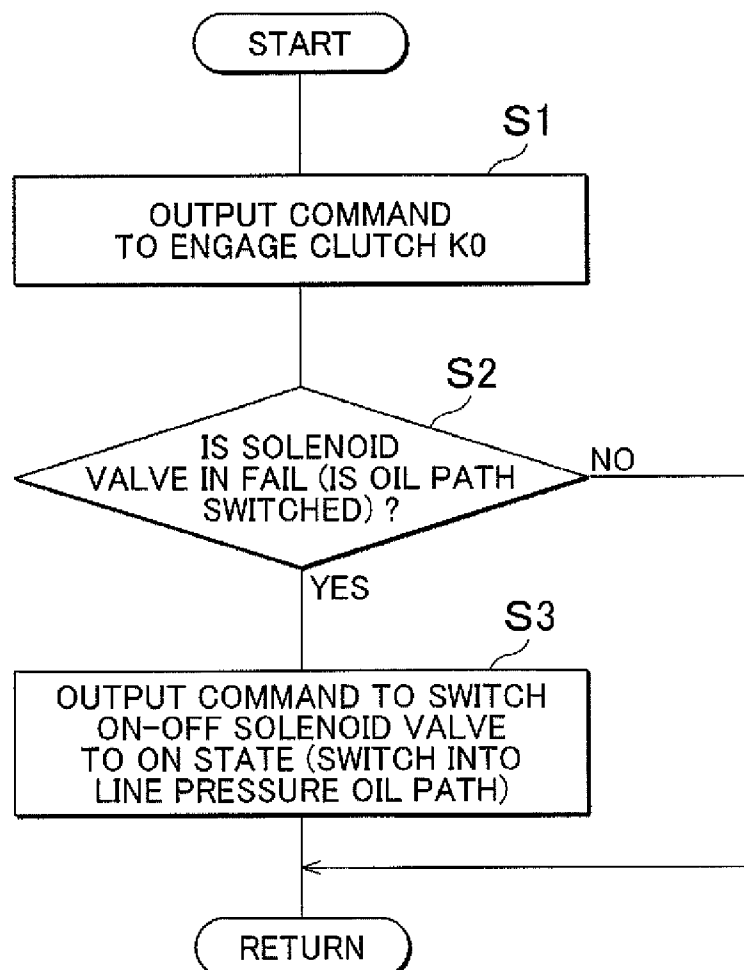 START
S1
OUTPUT COMMAND
TO ENGAGE CLUTCH K0
S2
IS SOLENOID
VALVE IN FAIL (IS OIL PATH
SWITCHED) ?
NO
YES
S3
OUTPUT COMMAND TO SWITCH
ON-OFF SOLENOID VALVE
TO ON STATE (SWITCH INTO
LINE PRESSURE OIL PATH)
RETURN